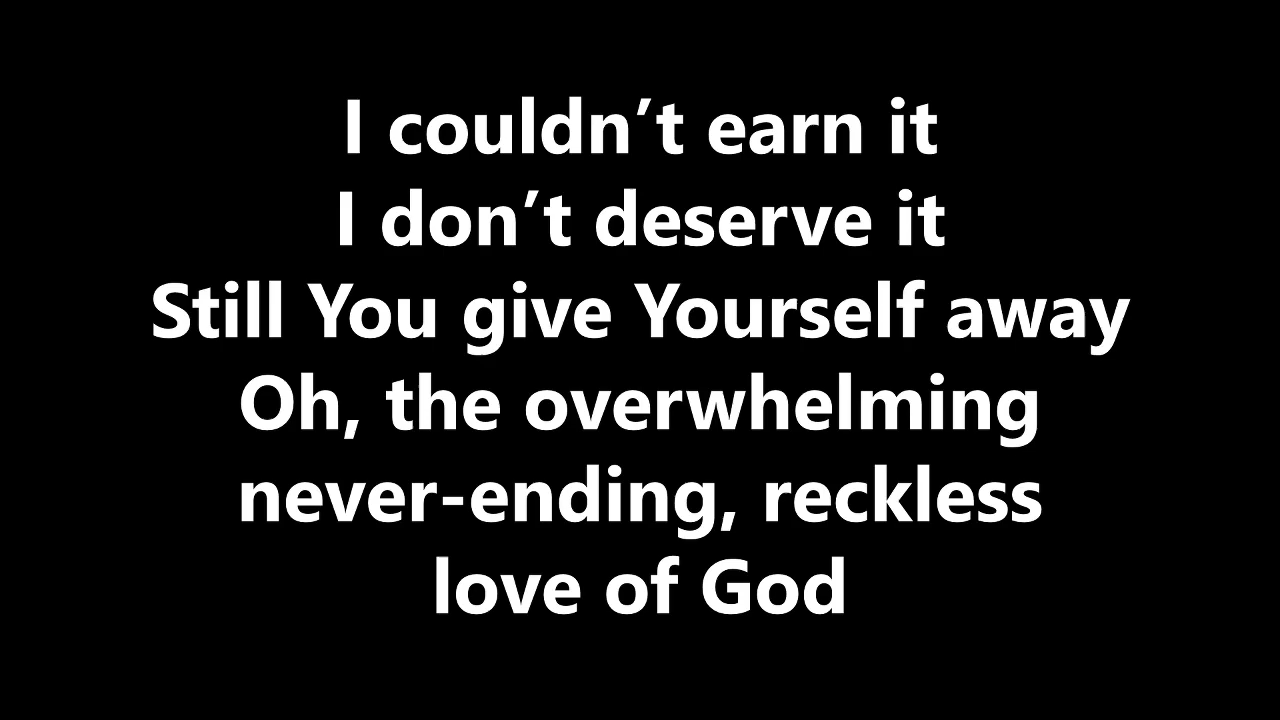 I couldn’t earn it
I don’t deserve it
Still You give Yourself away
Oh, the overwhelming
never-ending, reckless
love of God